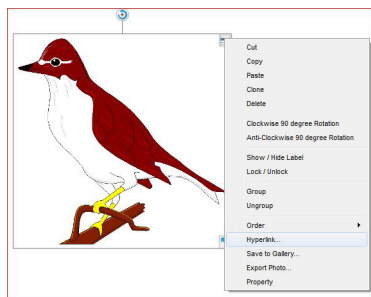 Cut
Copy
Paste
Clone
Delete
Clockwise 90 degree Rotation
Anti-Clockwise 90 degree Rotation
Show / Hide Label
Lock / Unlock
Group
Ungroup
Order
Hyperlink...
Save to Gallery...
Export Photo...
Property